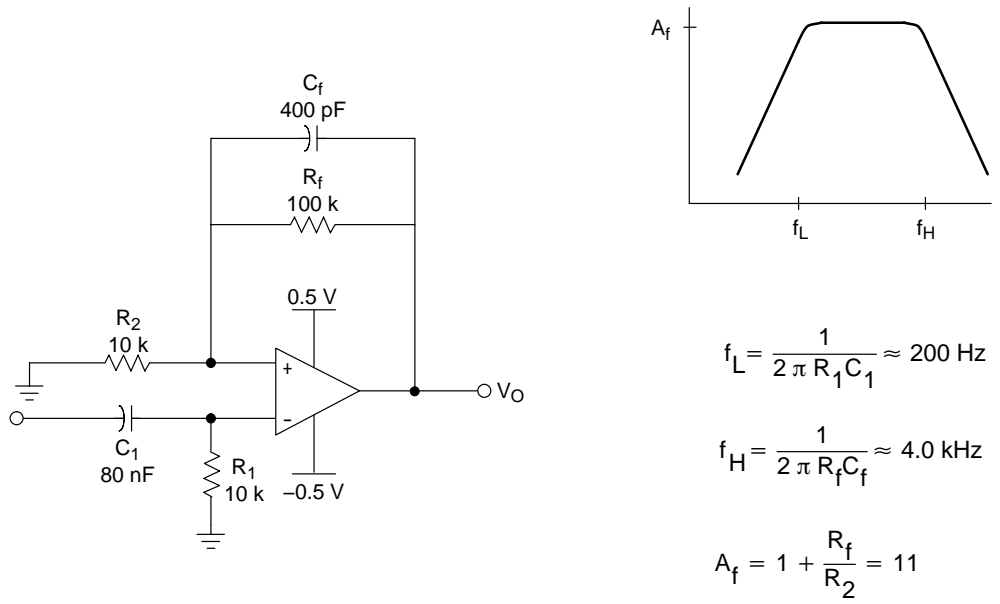 Cf
400 pF
Rf
100 k
0.5 V
R2
10 k
+
−
VO
C1
80 nF
R1
10 k
−0.5 V
Af
fL
fH
fL = 1 / (2 π R1C1) ≈ 200 Hz
fH = 1 / (2 π RfCf) ≈ 4.0 kHz
Af = 1 + Rf / R2 = 11